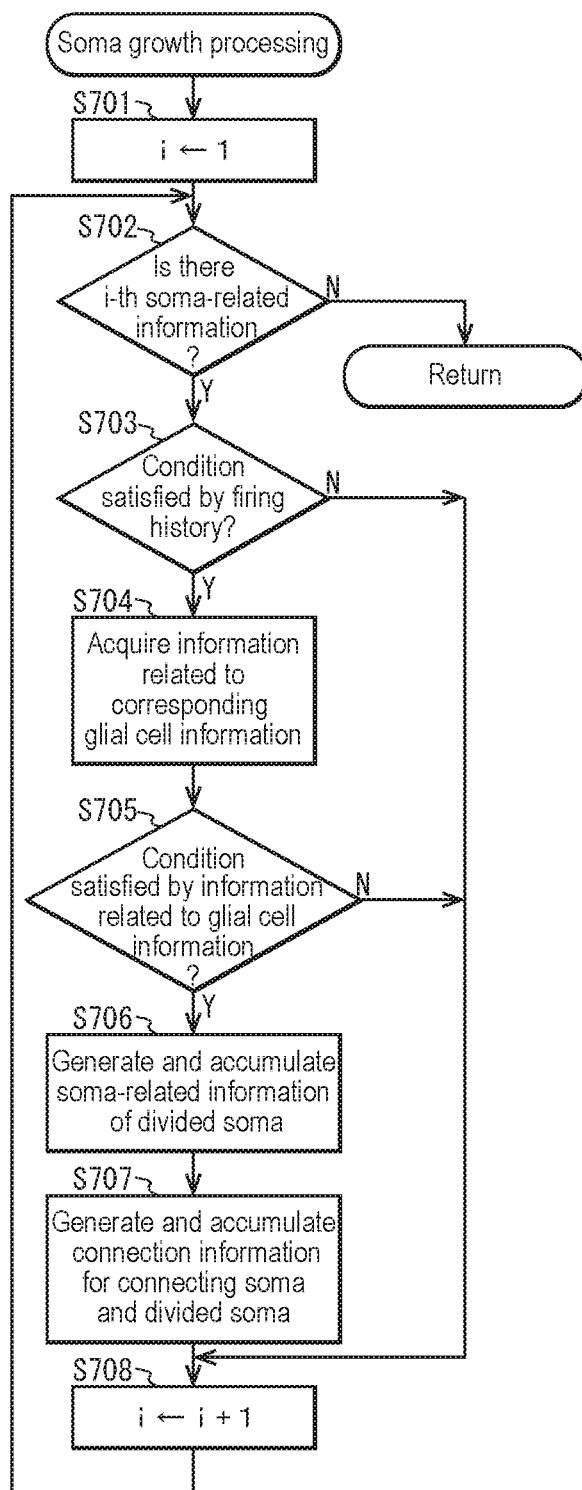 Soma growth processing
S701
i ← 1
S702
Is there
i-th soma-related
information
?
N
Return
Y
S703
Condition
satisfied by firing
history?
N
Y
S704
Acquire information
related to
corresponding
glial cell information
S705
Condition
satisfied by information
related to glial cell
information
?
N
Y
S706
Generate and accumulate
soma-related information
of divided soma
S707
Generate and accumulate
connection information
for connecting soma
and divided soma
S708
i ← i + 1